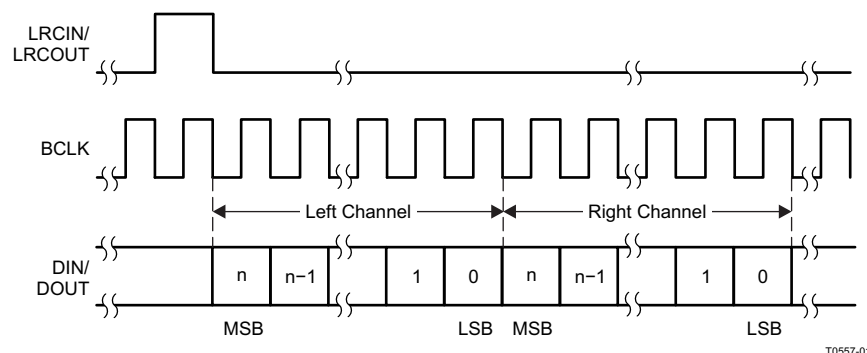 LRCIN/
LRCOUT
BCLK
Left Channel
Right Channel
DIN/
DOUT
n
n−1
1
0
n
n−1
1
0
MSB
LSB
MSB
LSB